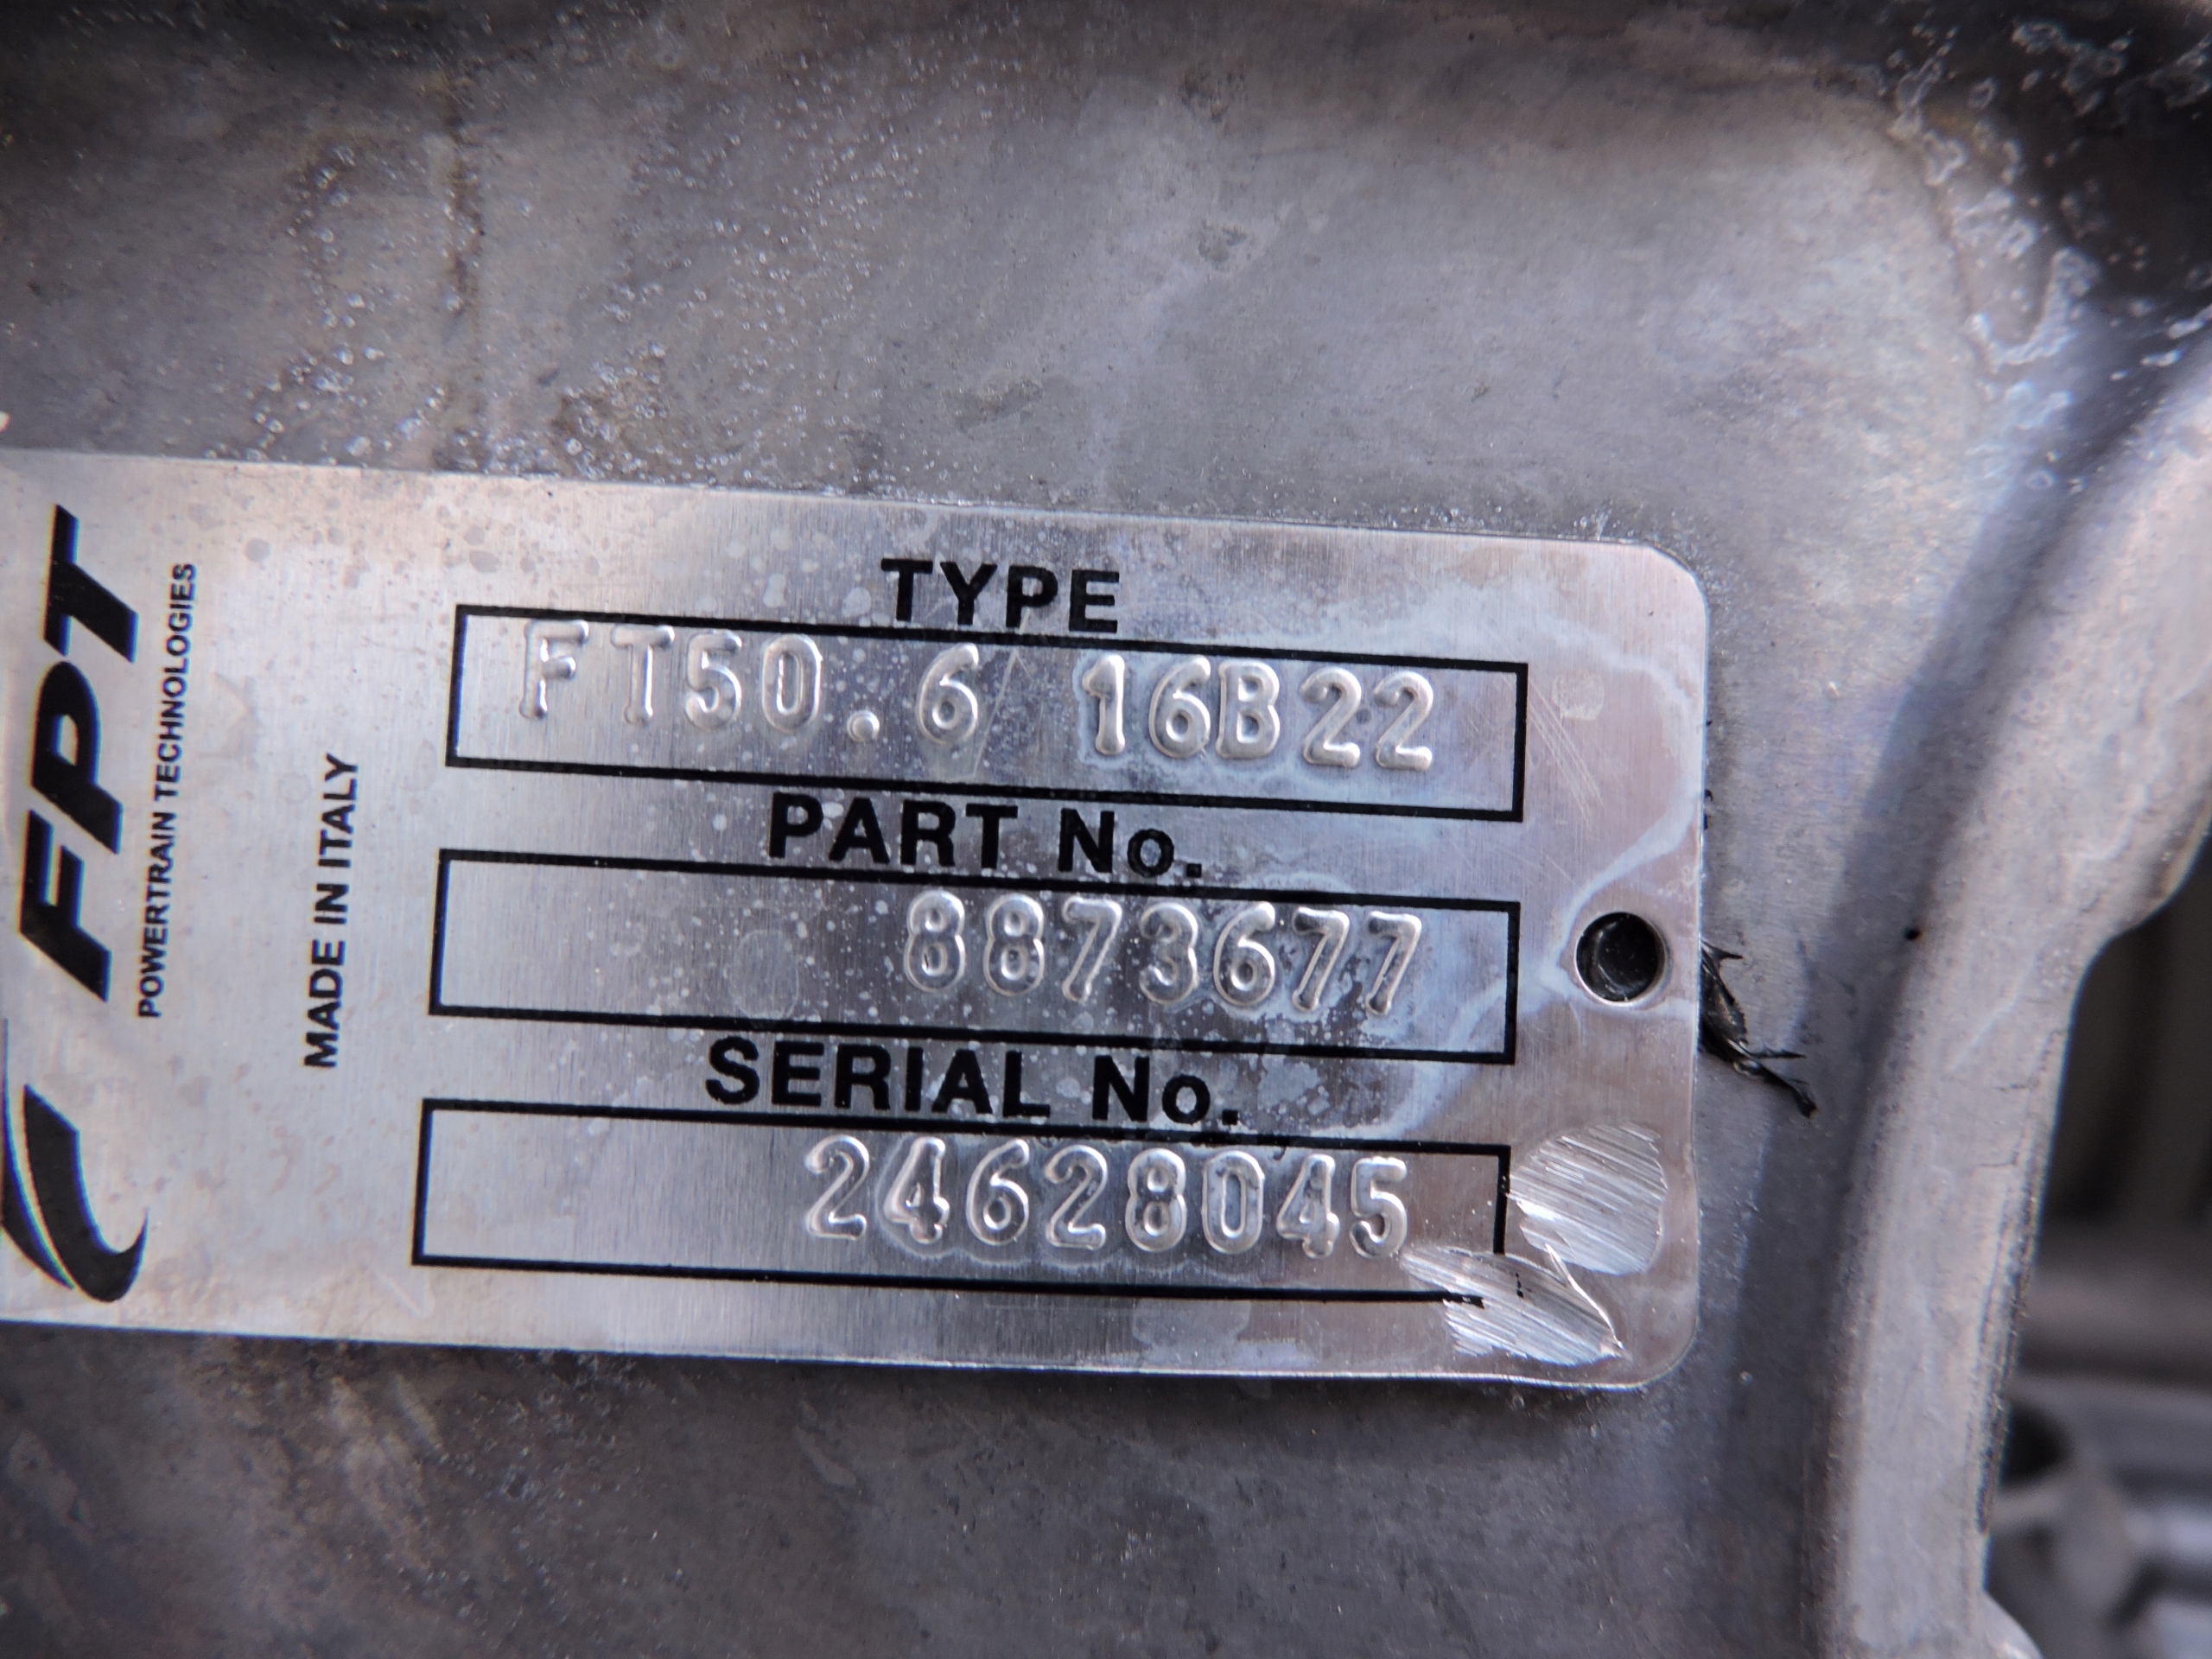 FPT
POWERTRAIN TECHNOLOGIES
MADE IN ITALY
TYPE
FT50.6 16B22
PART No.
8873677
SERIAL No.
24628045